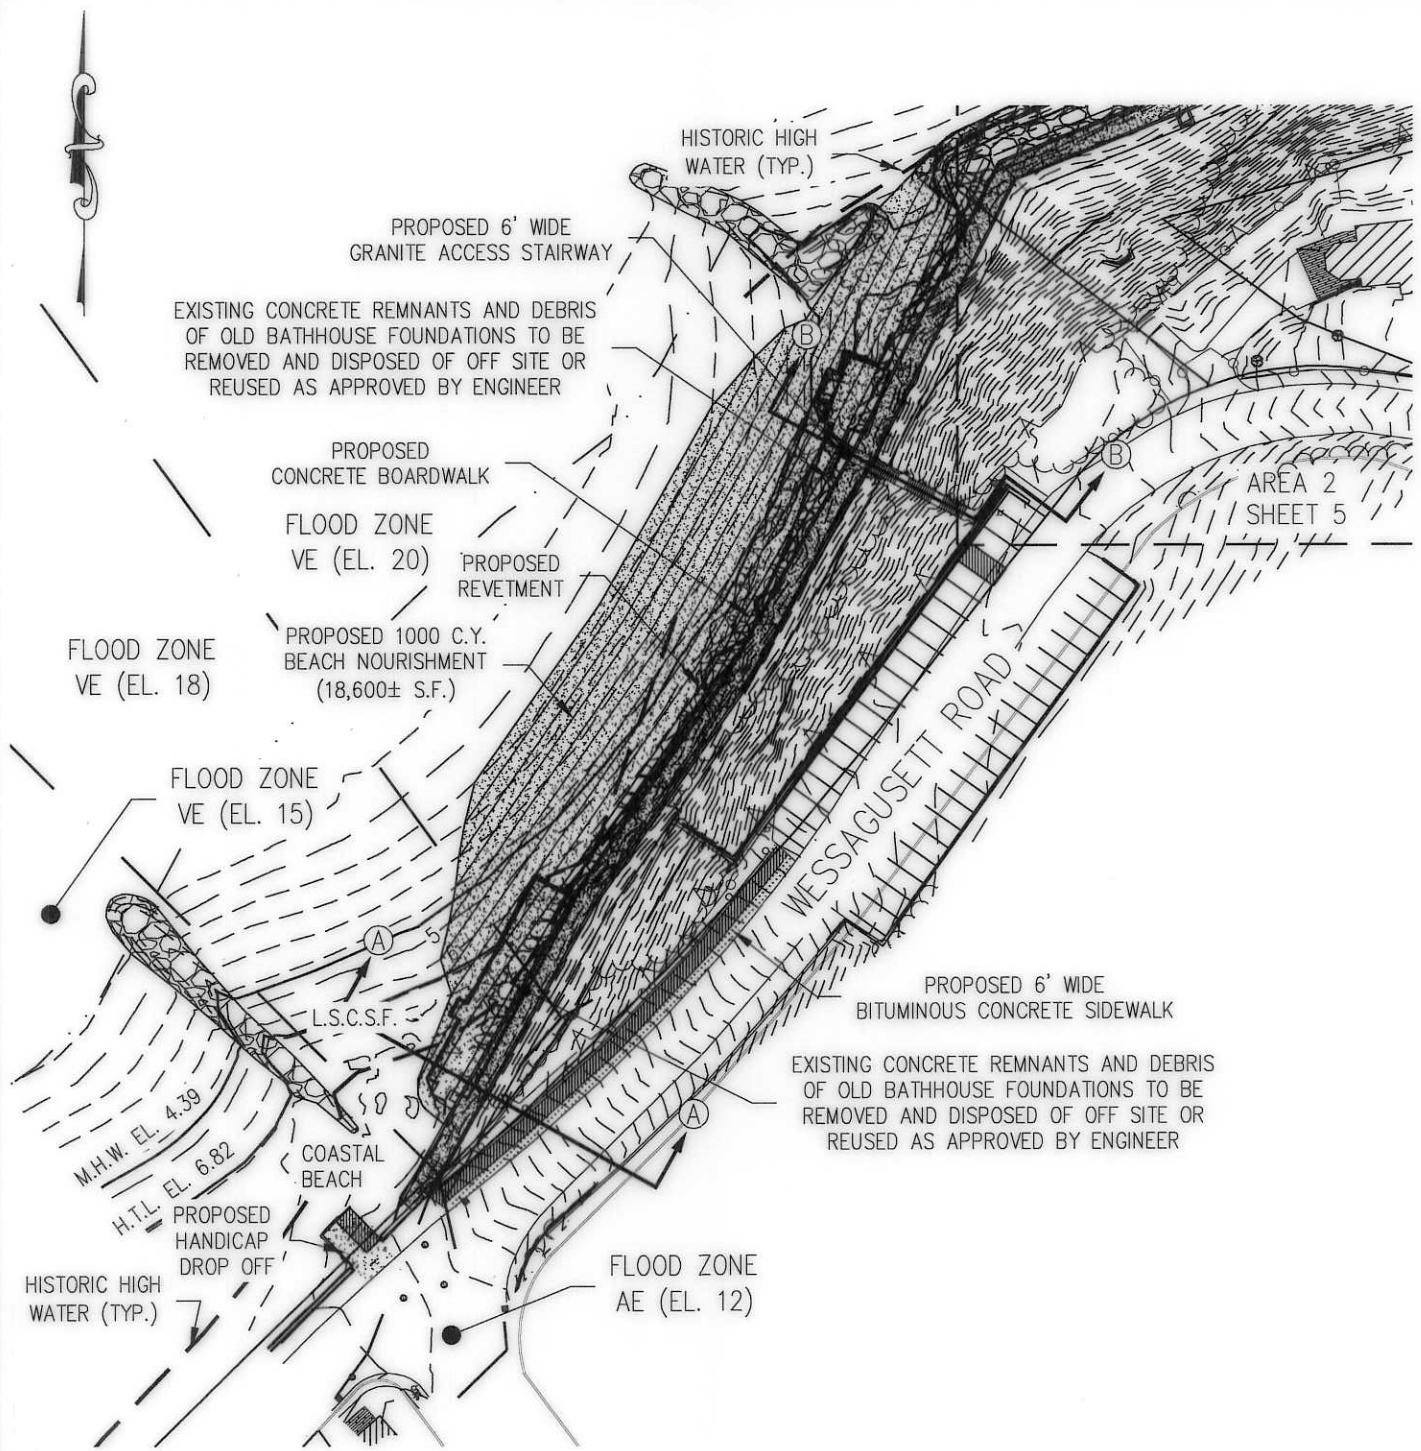 HISTORIC HIGH
WATER (TYP.)
PROPOSED 6' WIDE
GRANITE ACCESS STAIRWAY
EXISTING CONCRETE REMNANTS AND DEBRIS
OF OLD BATHHOUSE FOUNDATIONS TO BE
REMOVED AND DISPOSED OF OFF SITE OR
REUSED AS APPROVED BY ENGINEER
B
PROPOSED
CONCRETE BOARDWALK
B
AREA 2
SHEET 5
FLOOD ZONE
VE (EL. 20)
PROPOSED
REVETMENT
PROPOSED 1000 C.Y.
BEACH NOURISHMENT
(18,600± S.F.)
FLOOD ZONE
VE (EL. 18)
WESSAGUSETT ROAD
FLOOD ZONE
VE (EL. 15)
A
5
L.S.C.S.F.
PROPOSED 6' WIDE
BITUMINOUS CONCRETE SIDEWALK
EXISTING CONCRETE REMNANTS AND DEBRIS
OF OLD BATHHOUSE FOUNDATIONS TO BE
REMOVED AND DISPOSED OF OFF SITE OR
REUSED AS APPROVED BY ENGINEER
A
M.H.W. EL. 4.39
H.T.L. EL. 6.82
COASTAL
BEACH
PROPOSED
HANDICAP
DROP OFF
HISTORIC HIGH
WATER (TYP.)
FLOOD ZONE
AE (EL. 12)